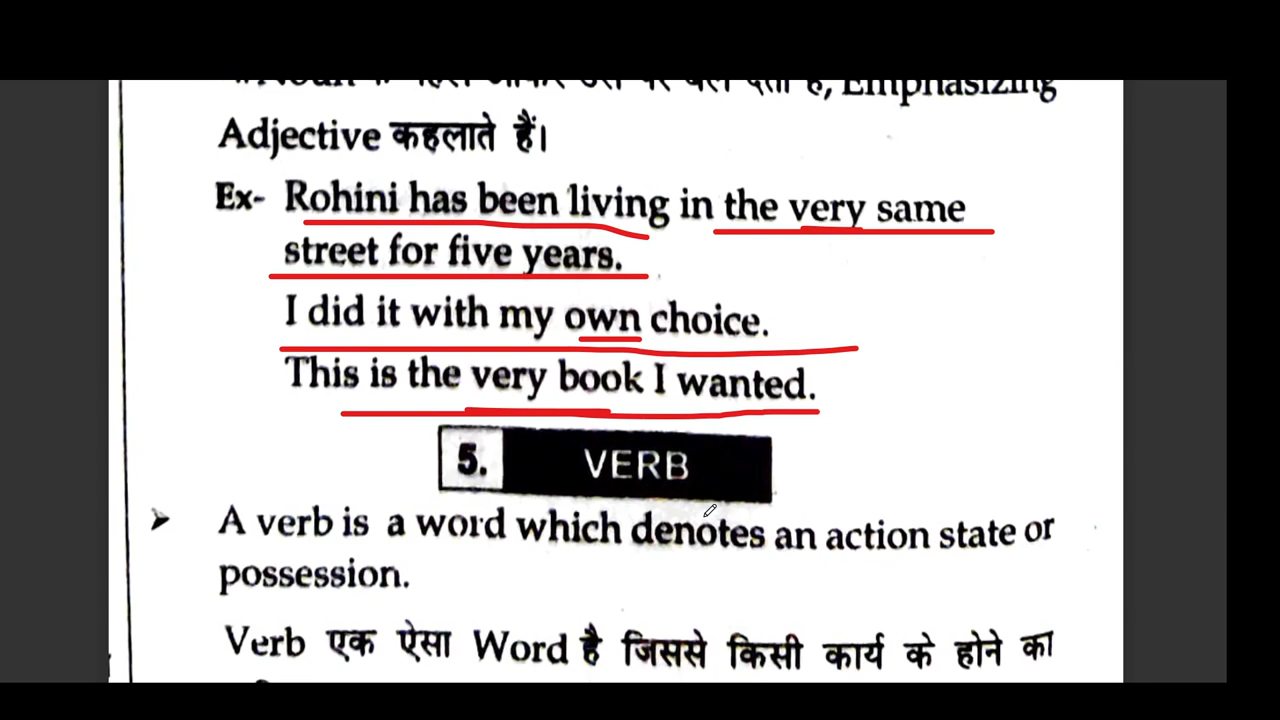 Emphasizing
Adjective कहलाते हैं।
Ex- Rohini has been living in the very same
street for five years.
I did it with my own choice.
This is the very book I wanted.
5. VERB
A verb is a word which denotes an action state or
possession.
Verb एक ऐसा Word है जिससे किसी कार्य के होने का